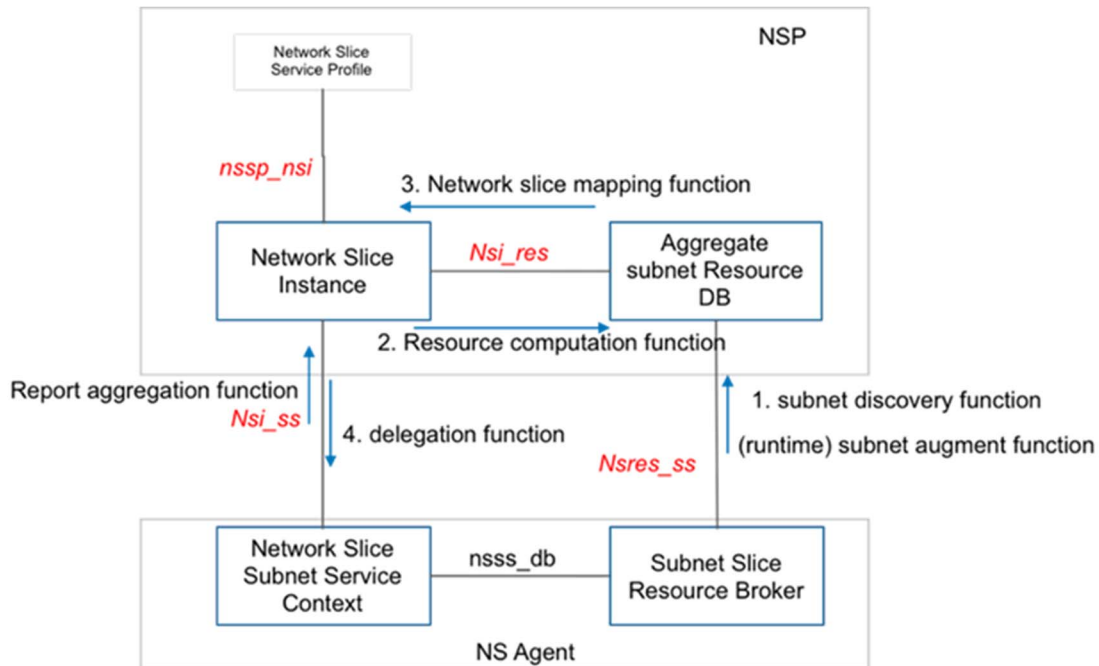 NSP
Network Slice
Service Profile
nssp_nsi
3. Network slice mapping function
Network Slice
Instance
Nsi_res
Aggregate
subnet Resource
DB
2. Resource computation function
Report aggregation function
Nsi_ss
4. delegation function
1. subnet discovery function
(runtime) subnet augment function
Nsres_ss
Network Slice
Subnet Service
Context
nsss_db
Subnet Slice
Resource Broker
NS Agent